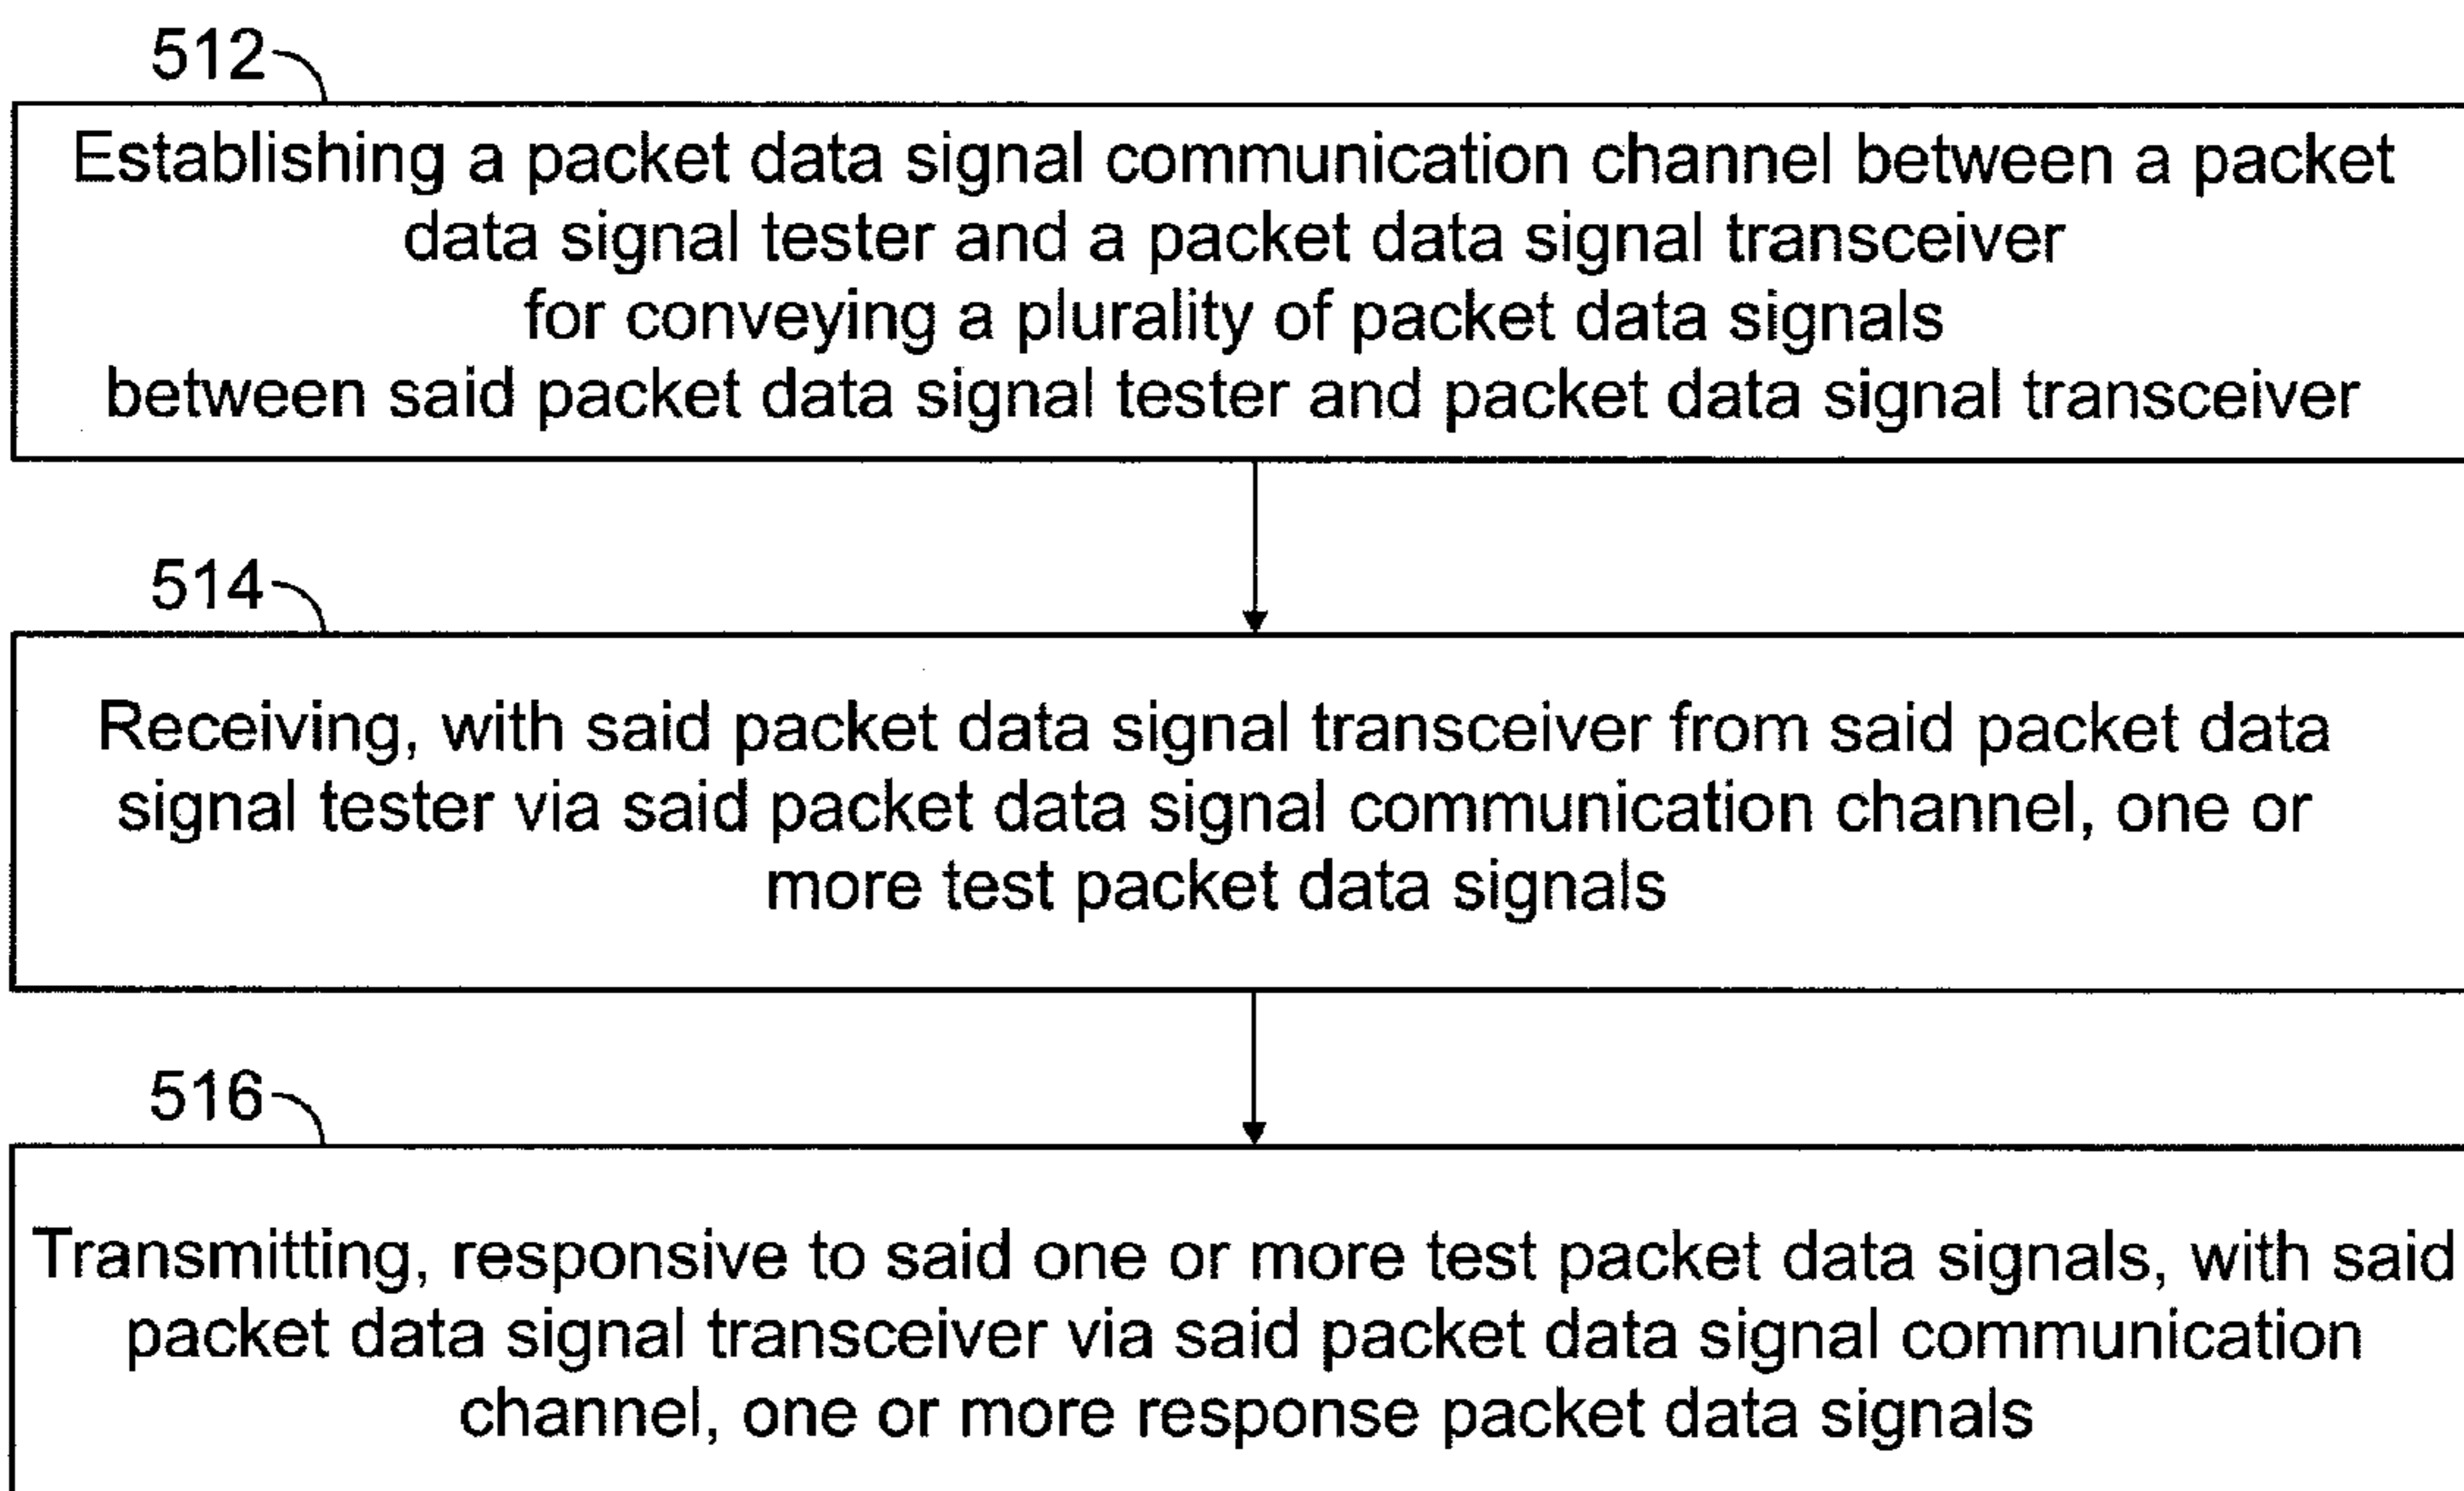 512
Establishing a packet data signal communication channel between a packet
data signal tester and a packet data signal transceiver
for conveying a plurality of packet data signals
between said packet data signal tester and packet data signal transceiver
514
Receiving, with said packet data signal transceiver from said packet data
signal tester via said packet data signal communication channel, one or
more test packet data signals
516
Transmitting, responsive to said one or more test packet data signals, with said
packet data signal transceiver via said packet data signal communication
channel, one or more response packet data signals